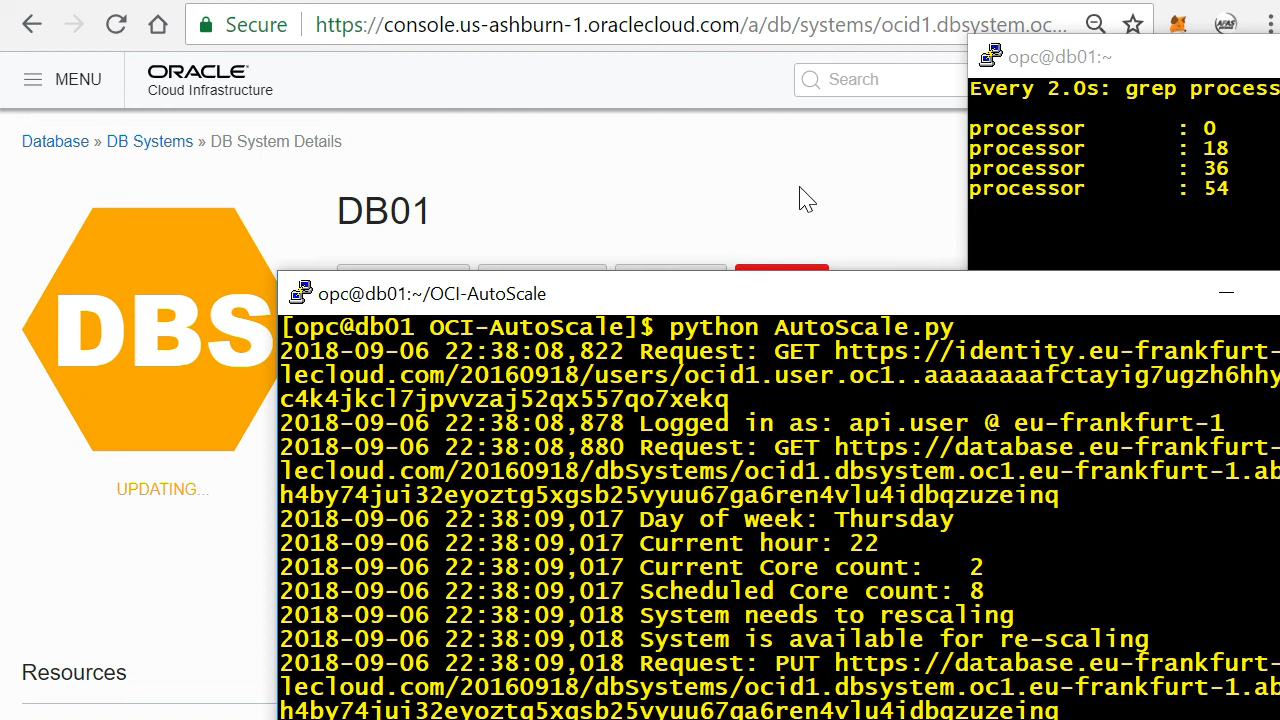 Secure https://console.us-ashburn-1.oraclecloud.com/a/db/systems/ocid1.dbsystem.oc...
MENU
ORACLE
Cloud Infrastructure
Search
opc@db01:~
Every 2.0s: grep process
processor : 0
processor : 18
processor : 36
processor : 54
Database » DB Systems » DB System Details
DB01
DBS
UPDATING...
Resources
opc@db01:~/OCI-AutoScale
[opc@db01 OCI-AutoScale]$ python AutoScale.py
2018-09-06 22:38:08,822 Request: GET https://identity.eu-frankfurt-
lecloud.com/20160918/users/ocid1.user.oc1..aaaaaaaafctayig7ugzh6hhy
c4k4jkcl7jpvvzaj52qx557qo7xekq
2018-09-06 22:38:08,878 Logged in as: api.user @ eu-frankfurt-1
2018-09-06 22:38:08,880 Request: GET https://database.eu-frankfurt-
lecloud.com/20160918/dbSystems/ocid1.dbsystem.oc1.eu-frankfurt-1.ab
h4by74jui32eyoztg5xgsb25vyuu67ga6ren4vlu4idbqzuzeinq
2018-09-06 22:38:09,017 Day of week: Thursday
2018-09-06 22:38:09,017 Current hour: 22
2018-09-06 22:38:09,017 Current Core count: 2
2018-09-06 22:38:09,017 Scheduled Core count: 8
2018-09-06 22:38:09,018 System needs to rescaling
2018-09-06 22:38:09,018 System is available for re-scaling
2018-09-06 22:38:09,018 Request: PUT https://database.eu-frankfurt-
lecloud.com/20160918/dbSystems/ocid1.dbsystem.oc1.eu-frankfurt-1.ab
h4by74jui32eyoztg5xgsb25vyuu67ga6ren4vlu4idbqzuzeinq